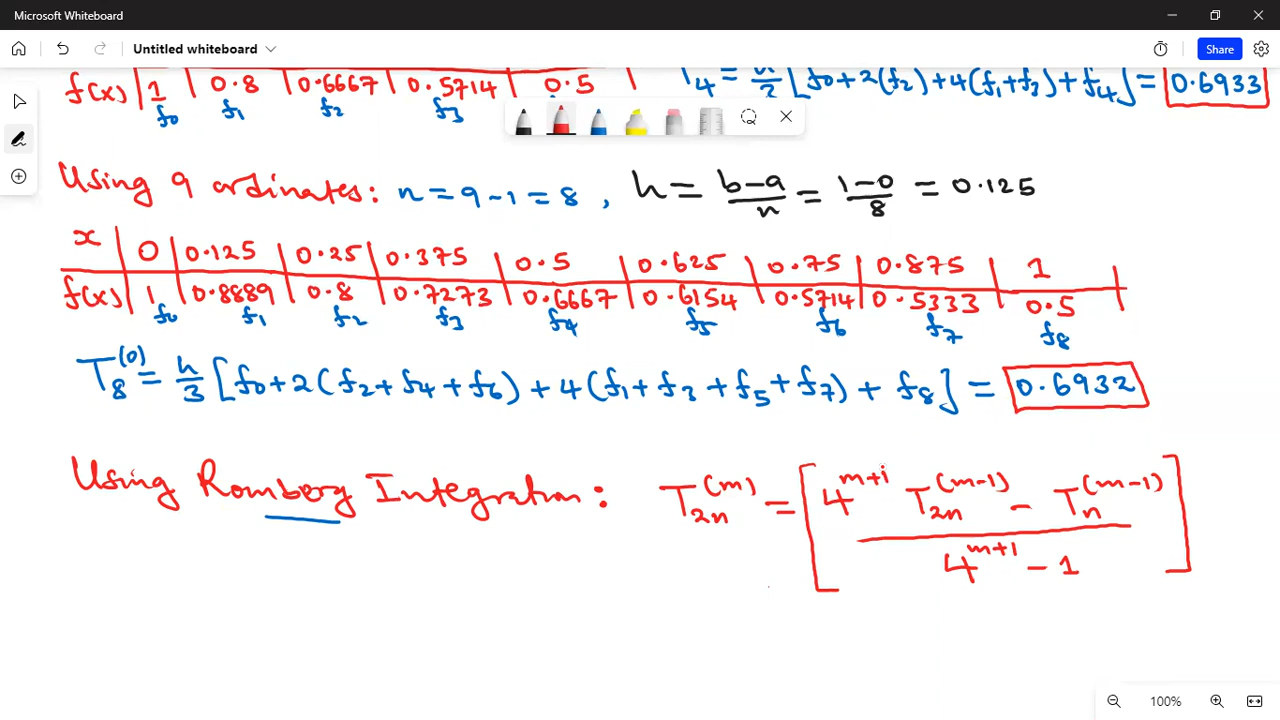 Microsoft Whiteboard
Untitled whiteboard
Share
f(x) 1 0.8 0.6667 0.5714 0.5
f0 f1 f2 f3
T4 = [f0+2(f2)+4(f1+f3)+f4] = 0.6933
Using 9 ordinates: n = 9-1 = 8 , h = b-a/n = 1-0/8 = 0.125
x 0 0.125 0.25 0.375 0.5 0.625 0.75 0.875 1
f(x) 1 0.8889 0.8 0.7273 0.6667 0.6154 0.5714 0.5333 0.5
f0 f1 f2 f3 f4 f5 f6 f7 f8
T8^(0) = h/3 [f0+2(f2+f4+f6)+4(f1+f3+f5+f7)+f8] = 0.6932
Using Romberg Integration: T2n^(m) = [4^m+1 T2n^(m-1) - Tn^(m-1) / 4^m+1 - 1]
100%